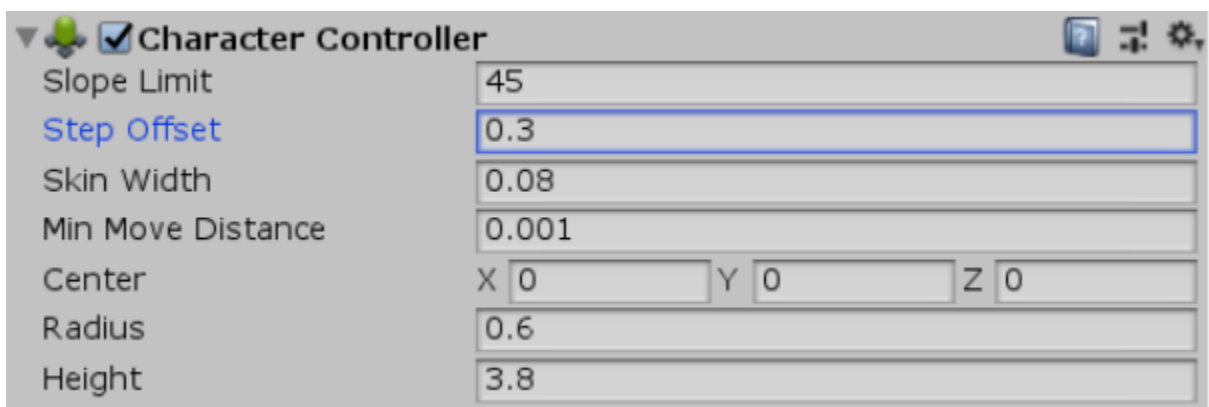 Character Controller
Slope Limit 45
Step Offset 0.3
Skin Width 0.08
Min Move Distance 0.001
Center X 0 Y 0 Z 0
Radius 0.6
Height 3.8